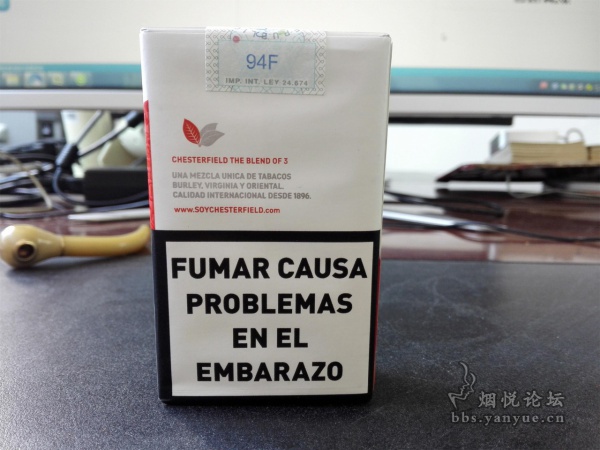 94F
IMP. INT. LEY 24.674
CHESTERFIELD THE BLEND OF 3
UNA MEZCLA UNICA DE TABACOS
BURLEY, VIRGINIA Y ORIENTAL.
CALIDAD INTERNACIONAL DESDE 1896.
www.SOYCHESTERFIELD.com
FUMAR CAUSA
PROBLEMAS
EN EL
EMBARAZO
烟悦论坛
bbs.yanyue.cn